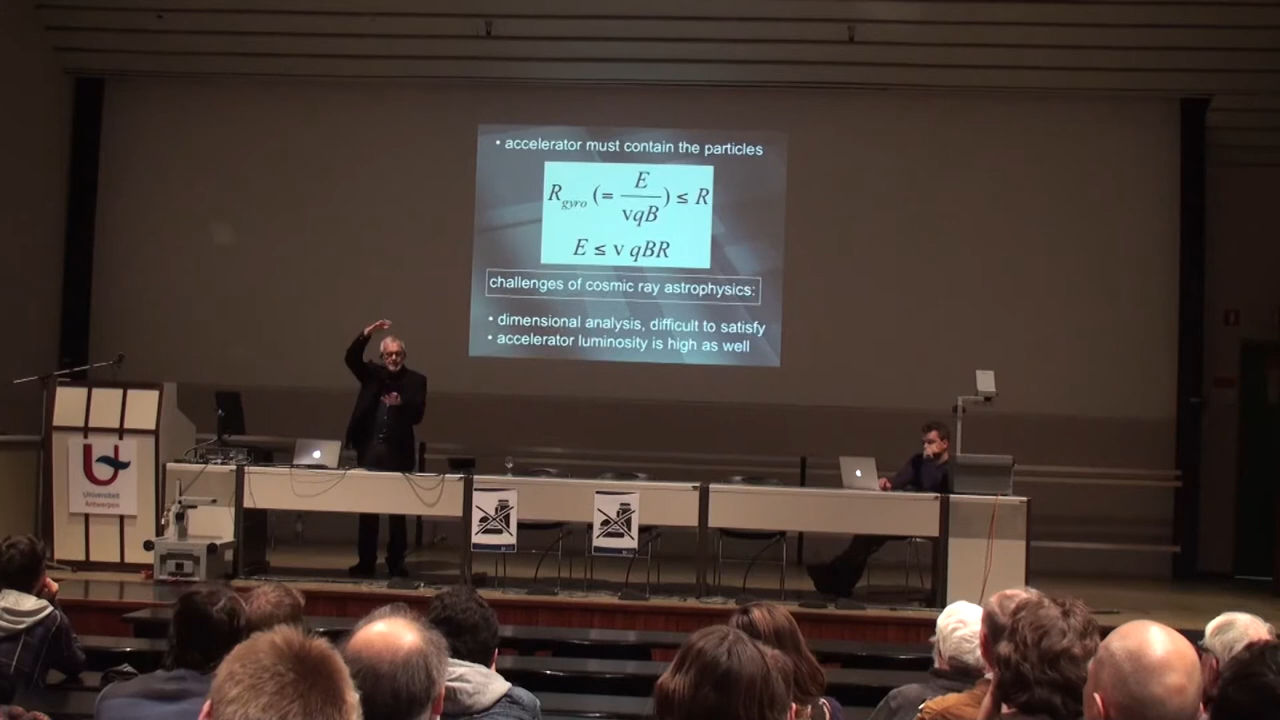 • accelerator must contain the particles
R_gyro (= E / vqB) ≤ R
E ≤ v qBR
challenges of cosmic ray astrophysics:
• dimensional analysis, difficult to satisfy
• accelerator luminosity is high as well
U
Universiteit
Antwerpen